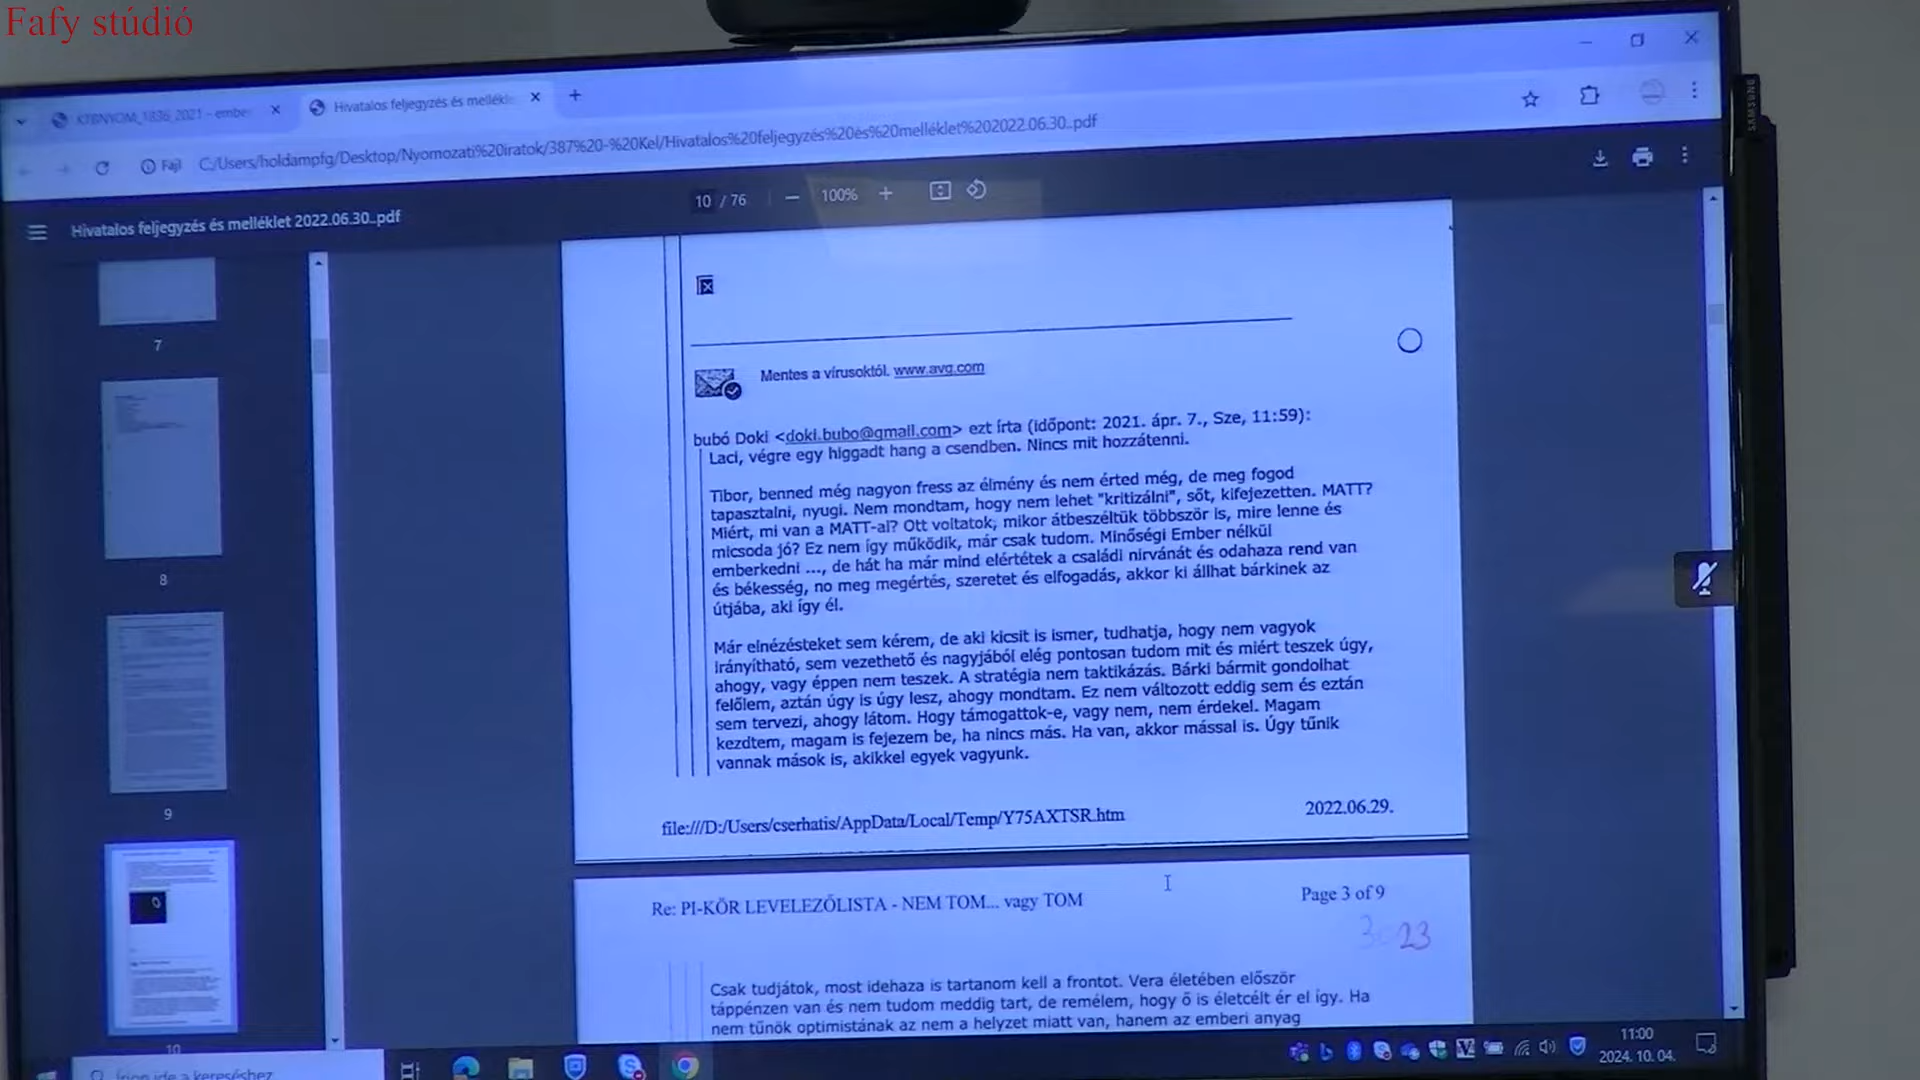 Fafy stúdió
KTBNYOM_1836_2021 - ember
Hivatalos feljegyzés és mellékle
Fájl C:/Users/holdampfg/Desktop/Nyomozati%20iratok/387%20-%20Kel/Hivatalos%20feljegyzés%20és%20melléklet%202022.06.30..pdf
Hivatalos feljegyzés és melléklet 2022.06.30..pdf
10 / 76
100%
SAMSUNG
7
8
9
10
Mentes a vírusoktól. www.avg.com
bubó Doki <doki.bubo@gmail.com> ezt írta (időpont: 2021. ápr. 7., Sze, 11:59):
Laci, végre egy higgadt hang a csendben. Nincs mit hozzátenni.
Tibor, benned még nagyon fress az élmény és nem érted még, de meg fogod
tapasztalni, nyugi. Nem mondtam, hogy nem lehet "kritizálni", sőt, kifejezetten. MATT?
Miért, mi van a MATT-al? Ott voltatok, mikor átbeszéltük többször is, mire lenne és
micsoda jó? Ez nem így működik, már csak tudom. Minőségi Ember nélkül
emberkedni ..., de hát ha már mind elértétek a családi nirvánát és odahaza rend van
és békesség, no meg megértés, szeretet és elfogadás, akkor ki állhat bárkinek az
útjába, aki így él.
Már elnézésteket sem kérem, de aki kicsit is ismer, tudhatja, hogy nem vagyok
irányítható, sem vezethető és nagyjából elég pontosan tudom mit és miért teszek úgy,
ahogy, vagy éppen nem teszek. A stratégia nem taktikázás. Bárki bármit gondolhat
felőlem, aztán úgy is úgy lesz, ahogy mondtam. Ez nem változott eddig sem és eztán
sem tervezi, ahogy látom. Hogy támogattok-e, vagy nem, nem érdekel. Magam
kezdtem, magam is fejezem be, ha nincs más. Ha van, akkor mással is. Úgy tűnik
vannak mások is, akikkel egyek vagyunk.
file:///D:/Users/cserhatis/AppData/Local/Temp/Y75AXTSR.htm
2022.06.29.
Re: PI-KÖR LEVELEZŐLISTA - NEM TOM... vagy TOM
Page 3 of 9
23
Csak tudjátok, most idehaza is tartanom kell a frontot. Vera életében először
táppénzen van és nem tudom meddig tart, de remélem, hogy ő is életcélt ér el így. Ha
nem tűnök optimistának az nem a helyzet miatt van, hanem az emberi anyag
Írjon ide a kereséshez
11:00
2024. 10. 04.